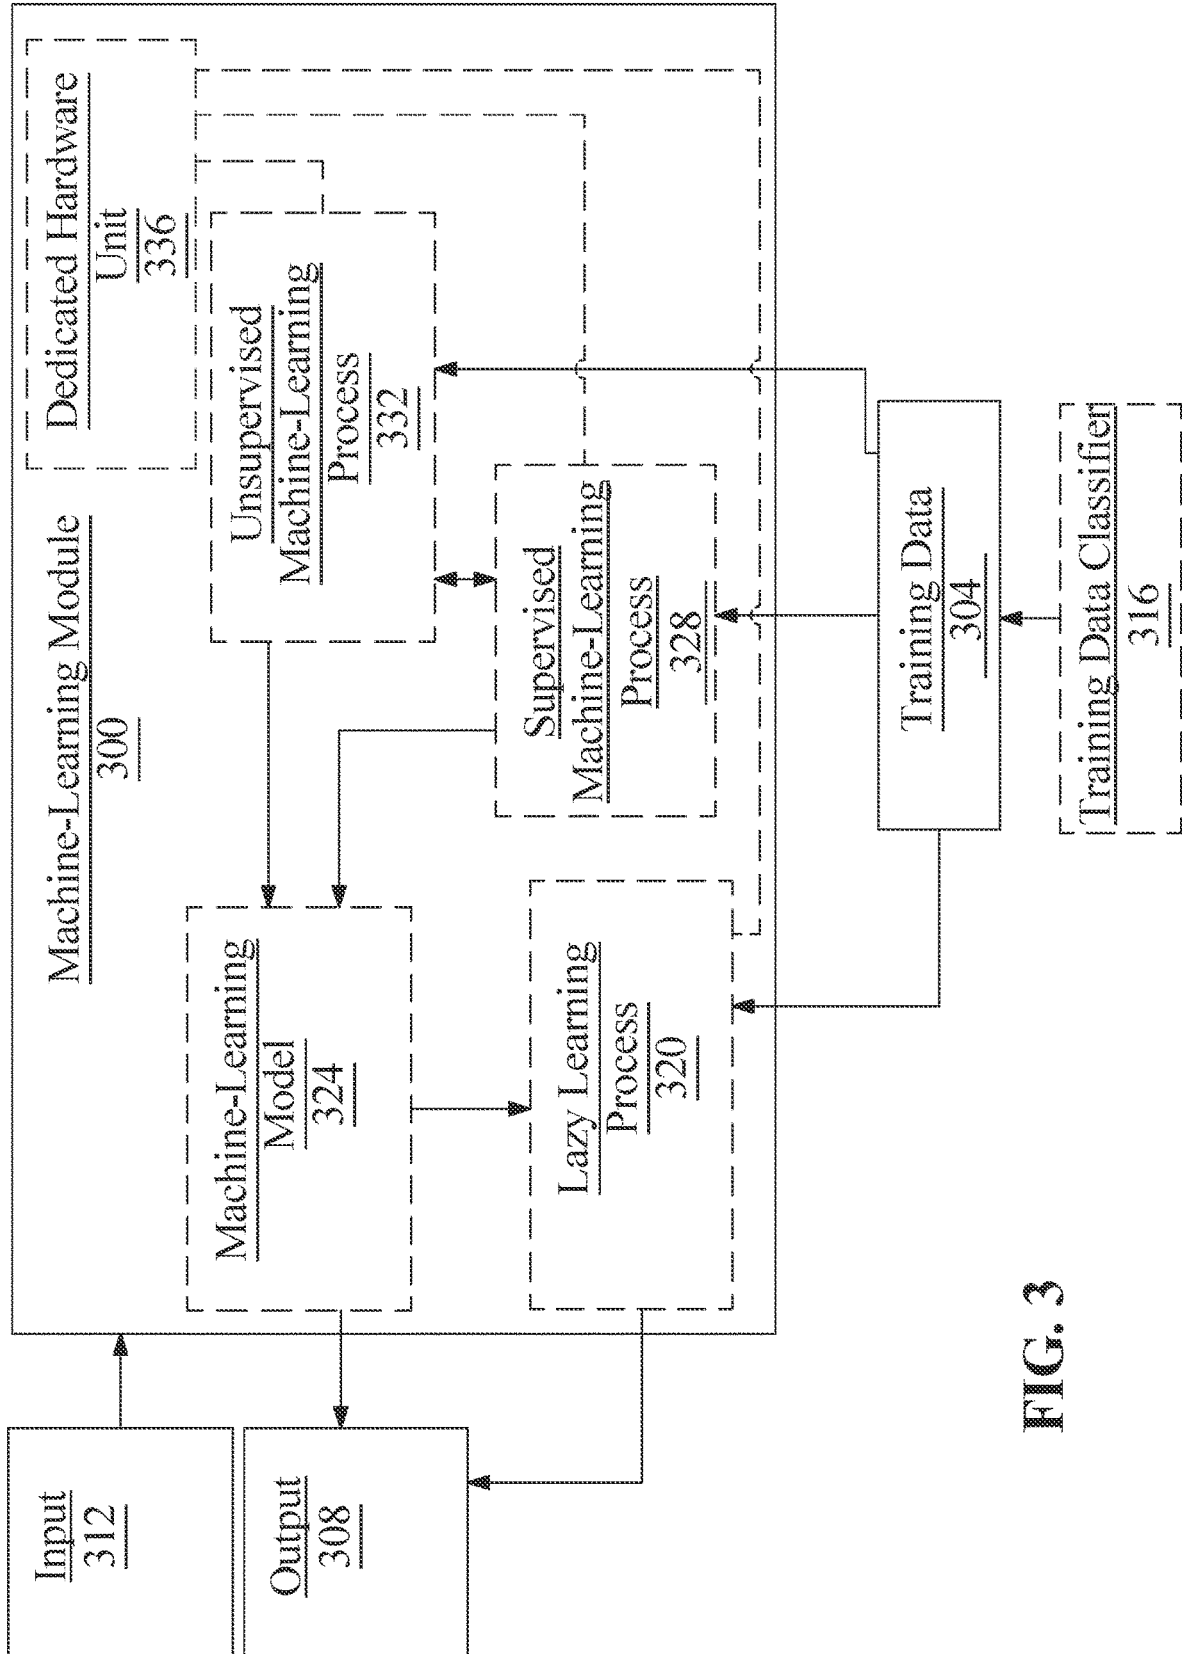 Input
312
Output
308
Machine-Learning Module
300
Machine-Learning
Model
324
Lazy Learning
Process
320
Dedicated Hardware
Unit
336
Unsupervised
Machine-Learning
Process
332
Supervised
Machine-Learning
Process
328
Training Data
304
Training Data Classifier
316
FIG. 3